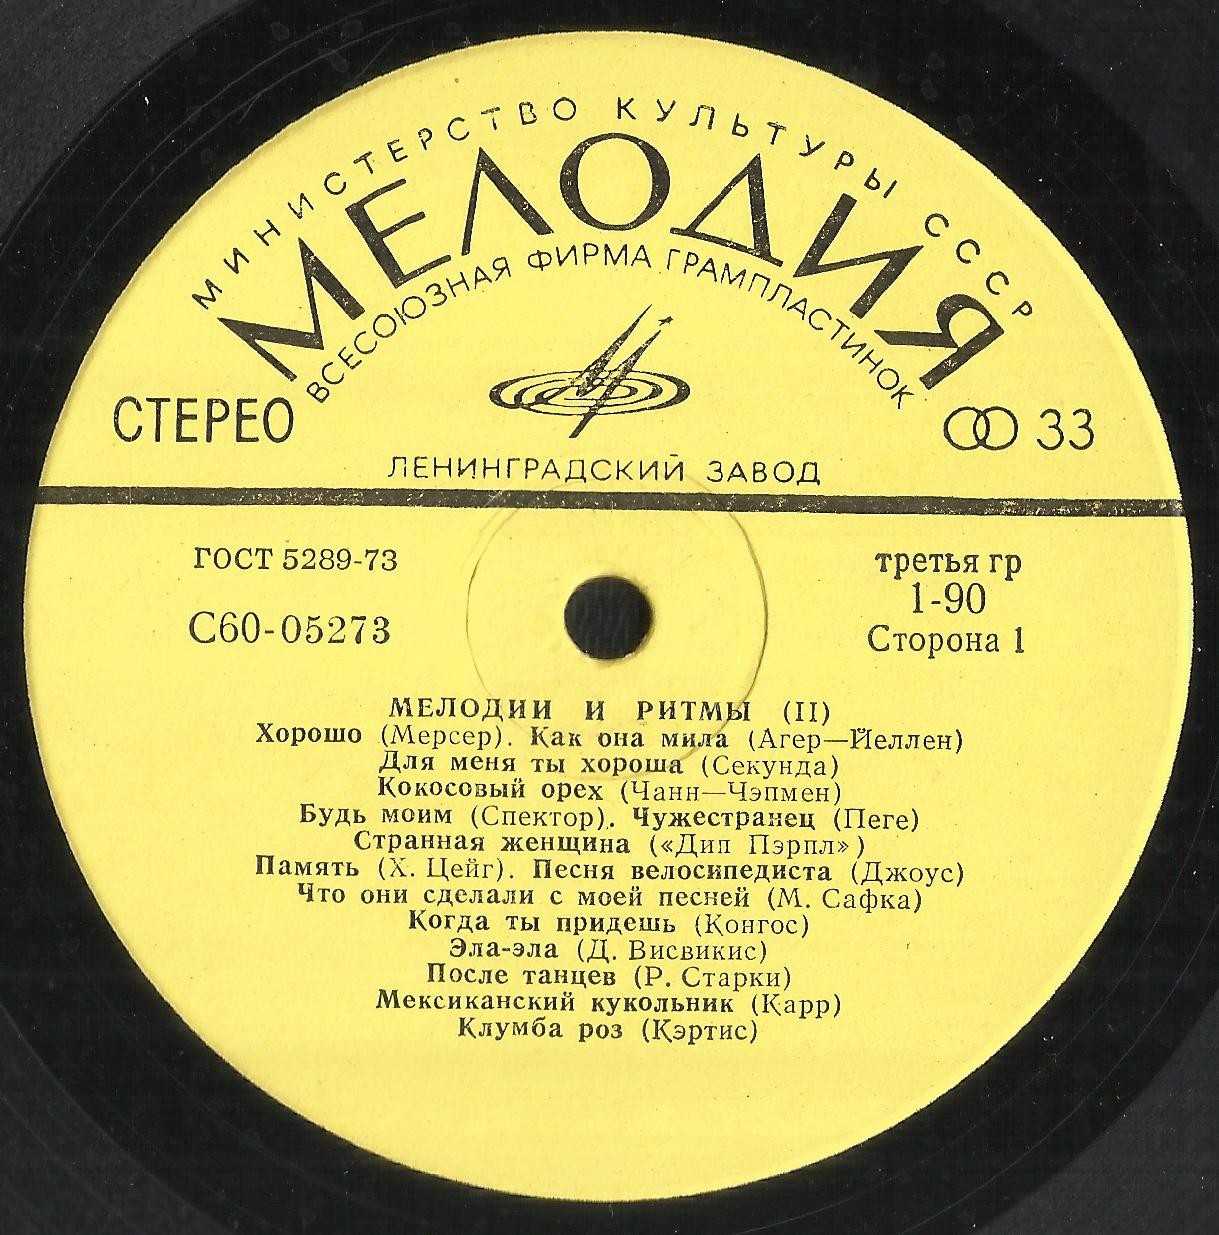 МИНИСТЕРСТВО КУЛЬТУРЫ СССР
МЕЛОДИЯ
ВСЕСОЮЗНАЯ ФИРМА ГРАМПЛАСТИНОК
СТЕРЕО
33
ЛЕНИНГРАДСКИЙ ЗАВОД
ГОСТ 5289-73
третья гр
1-90
С60-05273
Сторона 1
МЕЛОДИИ И РИТМЫ (II)
Хорошо (Мерсер). Как она мила (Агер—Йеллен)
Для меня ты хороша (Секунда)
Кокосовый орех (Чанн—Чэпмен)
Будь моим (Спектор). Чужестранец (Пеге)
Странная женщина («Дип Пэрпл»)
Память (Х. Цейг). Песня велосипедиста (Джоус)
Что они сделали с моей песней (М. Сафка)
Когда ты придешь (Конгос)
Эла-эла (Д. Висвикис)
После танцев (Р. Старки)
Мексиканский кукольник (Карр)
Клумба роз (Кэртис)